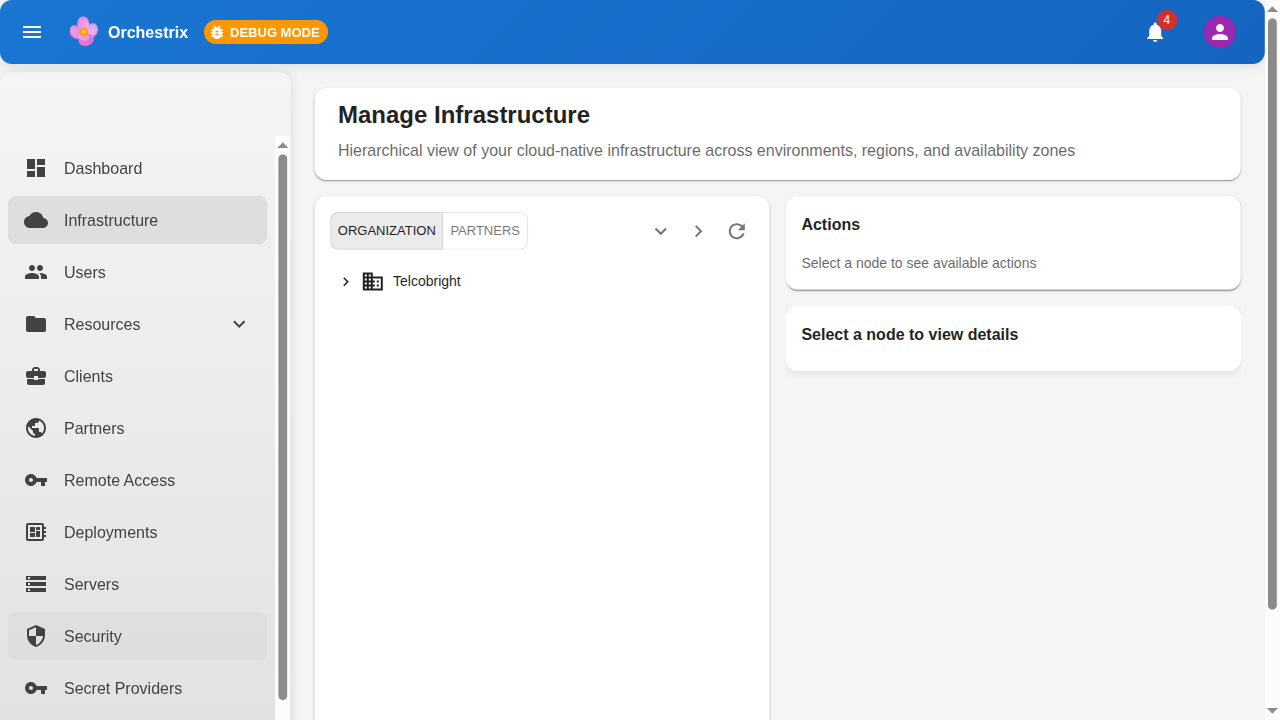 Orchestrix
DEBUG MODE
4
Dashboard
Infrastructure
Users
Resources
Clients
Partners
Remote Access
Deployments
Servers
Security
Secret Providers
Manage Infrastructure
Hierarchical view of your cloud-native infrastructure across environments, regions, and availability zones
ORGANIZATION
PARTNERS
Telcobright
Actions
Select a node to see available actions
Select a node to view details